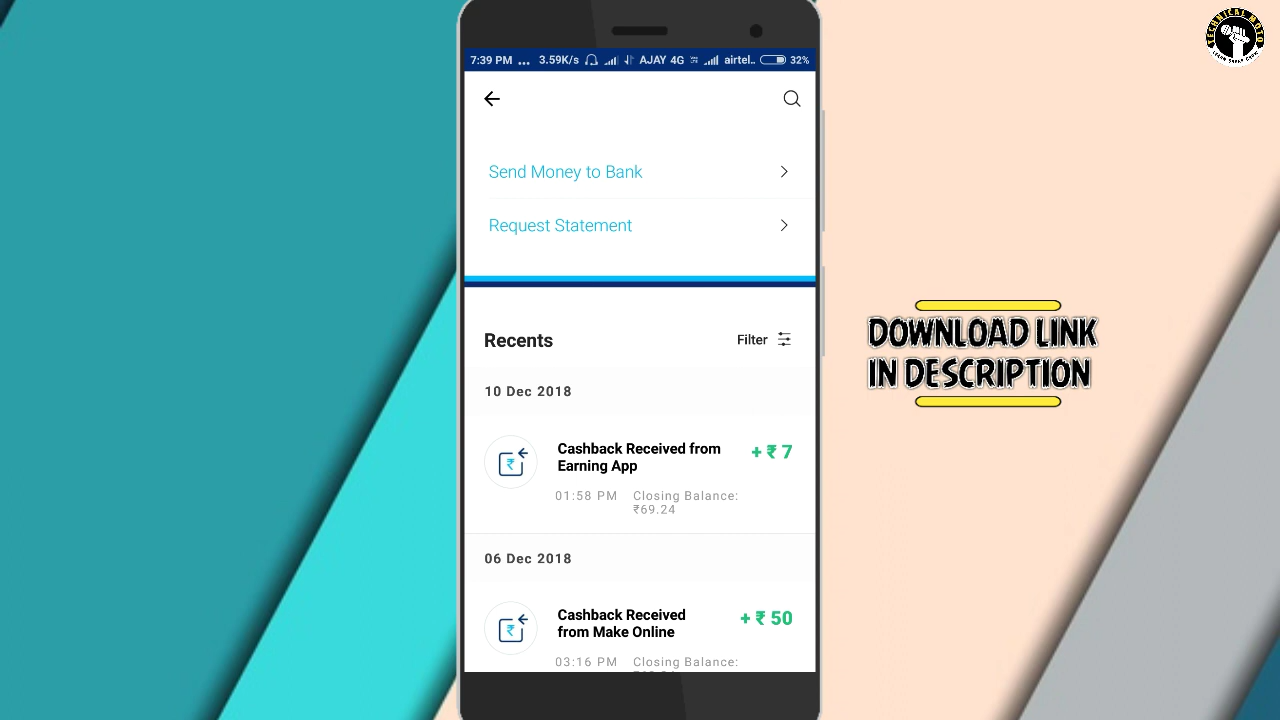 TECHNICAL MOTO
7:39 PM ... 3.59K/s AJAY 4G airtel.. 32%
Send Money to Bank
Request Statement
Recents
Filter
DOWNLOAD LINK
IN DESCRIPTION
10 Dec 2018
Cashback Received from
Earning App
+ ₹ 7
01:58 PM Closing Balance:
₹69.24
06 Dec 2018
Cashback Received
from Make Online
+ ₹ 50
03:16 PM Closing Balance: